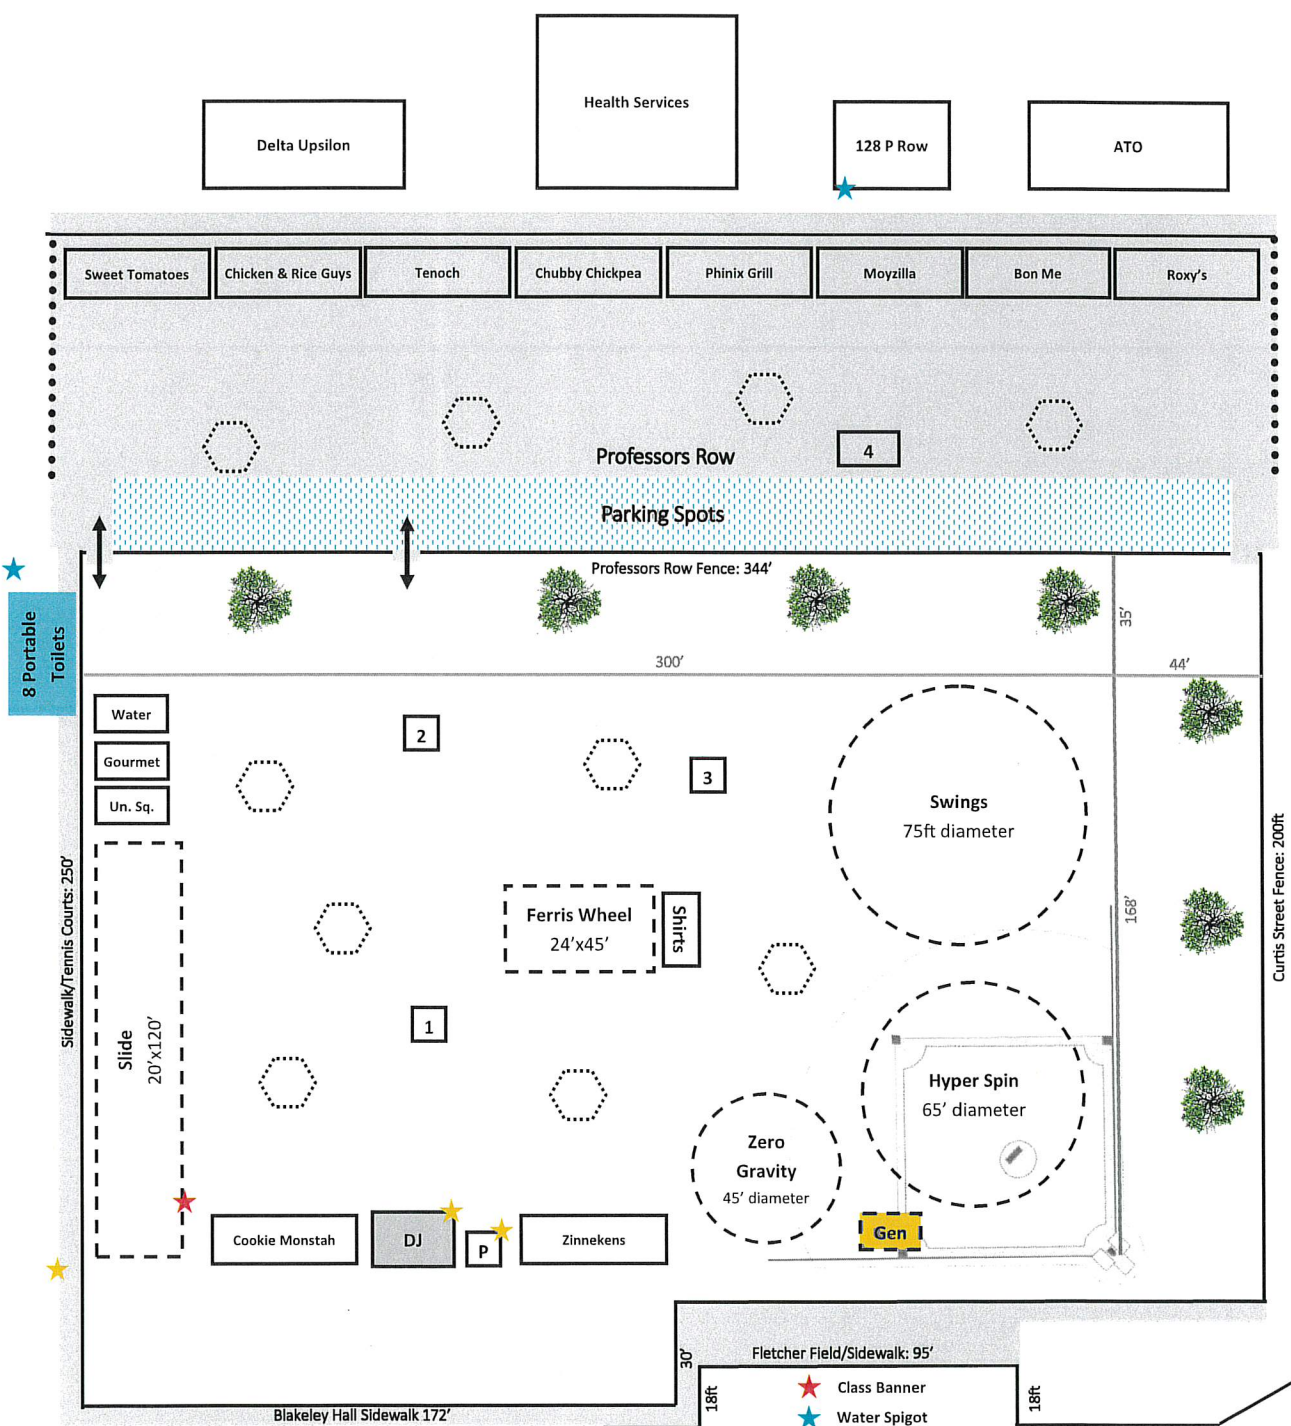 Health Services
Delta Upsilon
128 P Row
ATO
Sweet Tomatoes
Chicken & Rice Guys
Tenoch
Chubby Chickpea
Phinix Grill
Moyzilla
Bon Me
Roxy's
4
Professors Row
Parking Spots
Professors Row Fence: 344'
8 Portable
Toilets
35'
300'
44'
Water
Gourmet
Un. Sq.
2
3
Swings
75ft diameter
Sidewalk/Tennis Courts: 250'
Slide
20'x120'
Ferris Wheel
24'x45'
Shirts
168'
Curtis Street Fence: 200ft
1
Hyper Spin
65' diameter
Zero
Gravity
45' diameter
Cookie Monstah
DJ
P
Zinnekens
Gen
30'
Fletcher Field/Sidewalk: 95'
18ft
18ft
Class Banner
Water Spigot
Blakeley Hall Sidewalk 172'